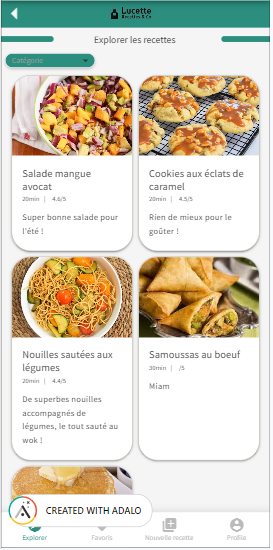 Lucette
Recettes & Co
Explorer les recettes
Catégorie
Salade mangue
avocat
20min | 4.6/5
Super bonne salade pour
l'été !
Cookies aux éclats de
caramel
20min | 4.5/5
Rien de mieux pour le
goûter !
Nouilles sautées aux
légumes
20min | 4.4/5
De superbes nouilles
accompagnés de
légumes, le tout sauté au
wok !
Samoussas au boeuf
30min | /5
Miam
CREATED WITH ADALO
Explorer
Favoris
Nouvelle recette
Profile